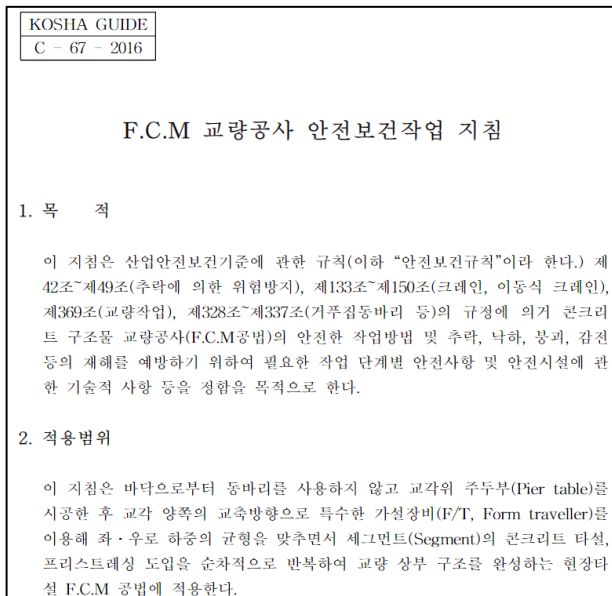 KOSHA GUIDE
C - 67 - 2016
F.C.M 교량공사 안전보건작업 지침
1. 목 적
이 지침은 산업안전보건기준에 관한 규칙(이하 “안전보건규칙”이라 한다.) 제
42조~제49조(추락에 의한 위험방지), 제133조~제150조(크레인, 이동식 크레인),
제369조(교량작업), 제328조~제337조(거푸집동바리 등)의 규정에 의거 콘크리
트 구조물 교량공사(F.C.M공법)의 안전한 작업방법 및 추락, 낙하, 붕괴, 감전
등의 재해를 예방하기 위하여 필요한 작업 단계별 안전사항 및 안전시설에 관
한 기술적 사항 등을 정함을 목적으로 한다.
2. 적용범위
이 지침은 바닥으로부터 동바리를 사용하지 않고 교각위 주두부(Pier table)를
시공한 후 교각 양쪽의 교축방향으로 특수한 가설장비(F/T, Form traveller)를
이용해 좌·우로 하중의 균형을 맞추면서 세그먼트(Segment)의 콘크리트 타설,
프리스트레싱 도입을 순차적으로 반복하여 교량 상부 구조를 완성하는 현장타
설 F.C.M 공법에 적용한다.